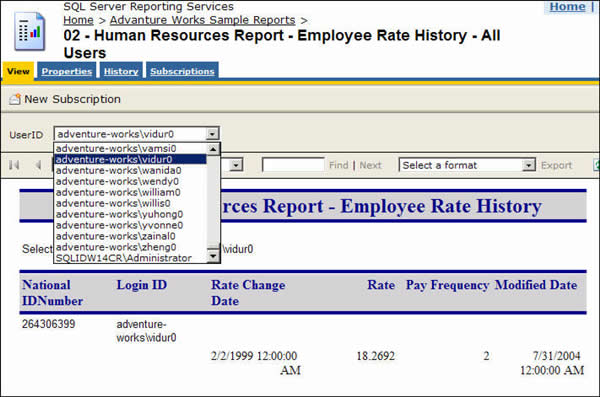 SQL Server Reporting Services
Home |
Home > Adventure Works Sample Reports >
02 - Human Resources Report - Employee Rate History - All
Users
View Properties History Subscriptions
New Subscription
UserID adventure-works\vidur0
adventure-works\vamsi0
adventure-works\vidur0
adventure-works\wanida0
adventure-works\wendy0
adventure-works\william0
adventure-works\willis0
adventure-works\yuhong0
adventure-works\yvonne0
adventure-works\zainal0
adventure-works\zheng0
SQLIDW14CR\Administrator
Find | Next Select a format Export
rces Report - Employee Rate History
Select \vidur0
National Login ID Rate Change Rate Pay Frequency Modified Date
IDNumber Date
264306399 adventure-
works\vidur0
2/2/1999 12:00:00 18.2692 2 7/31/2004
AM 12:00:00 AM